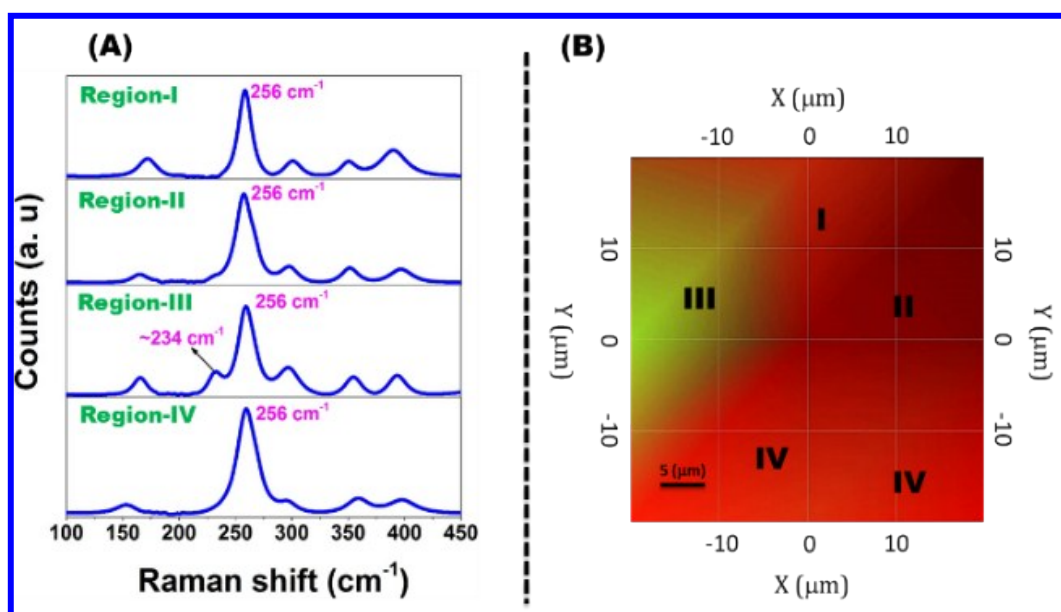 (A)
Region-I
256 cm⁻¹
Region-II
256 cm⁻¹
Region-III
256 cm⁻¹
~234 cm⁻¹
Region-IV
256 cm⁻¹
100 150 200 250 300 350 400 450
Raman shift (cm⁻¹)
Counts (a. u)
(B)
X (μm)
-10 0 10
I
II
III
IV
IV
5 (μm)
10
0
-10
Y (μm)
10
0
-10
Y (μm)
-10 0 10
X (μm)